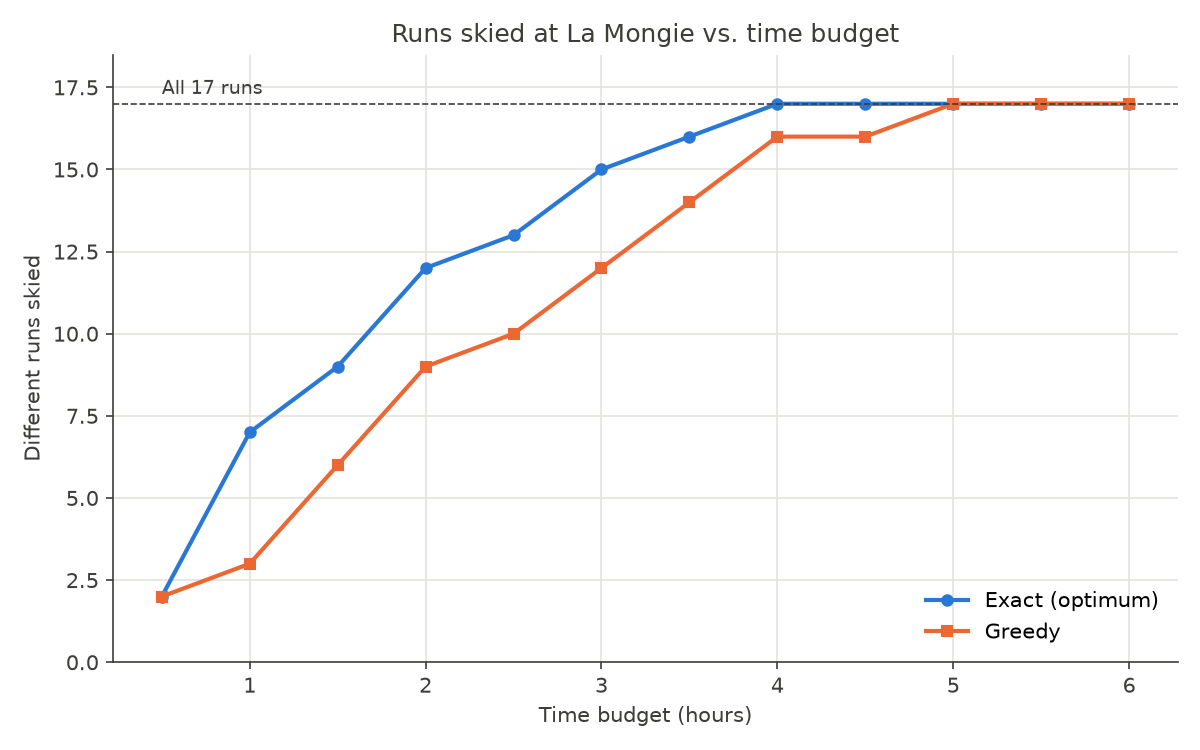 Runs skied at La Mongie vs. time budget
All 17 runs
17.5
15.0
12.5
10.0
7.5
5.0
2.5
0.0
Different runs skied
Exact (optimum)
Greedy
1 2 3 4 5 6
Time budget (hours)